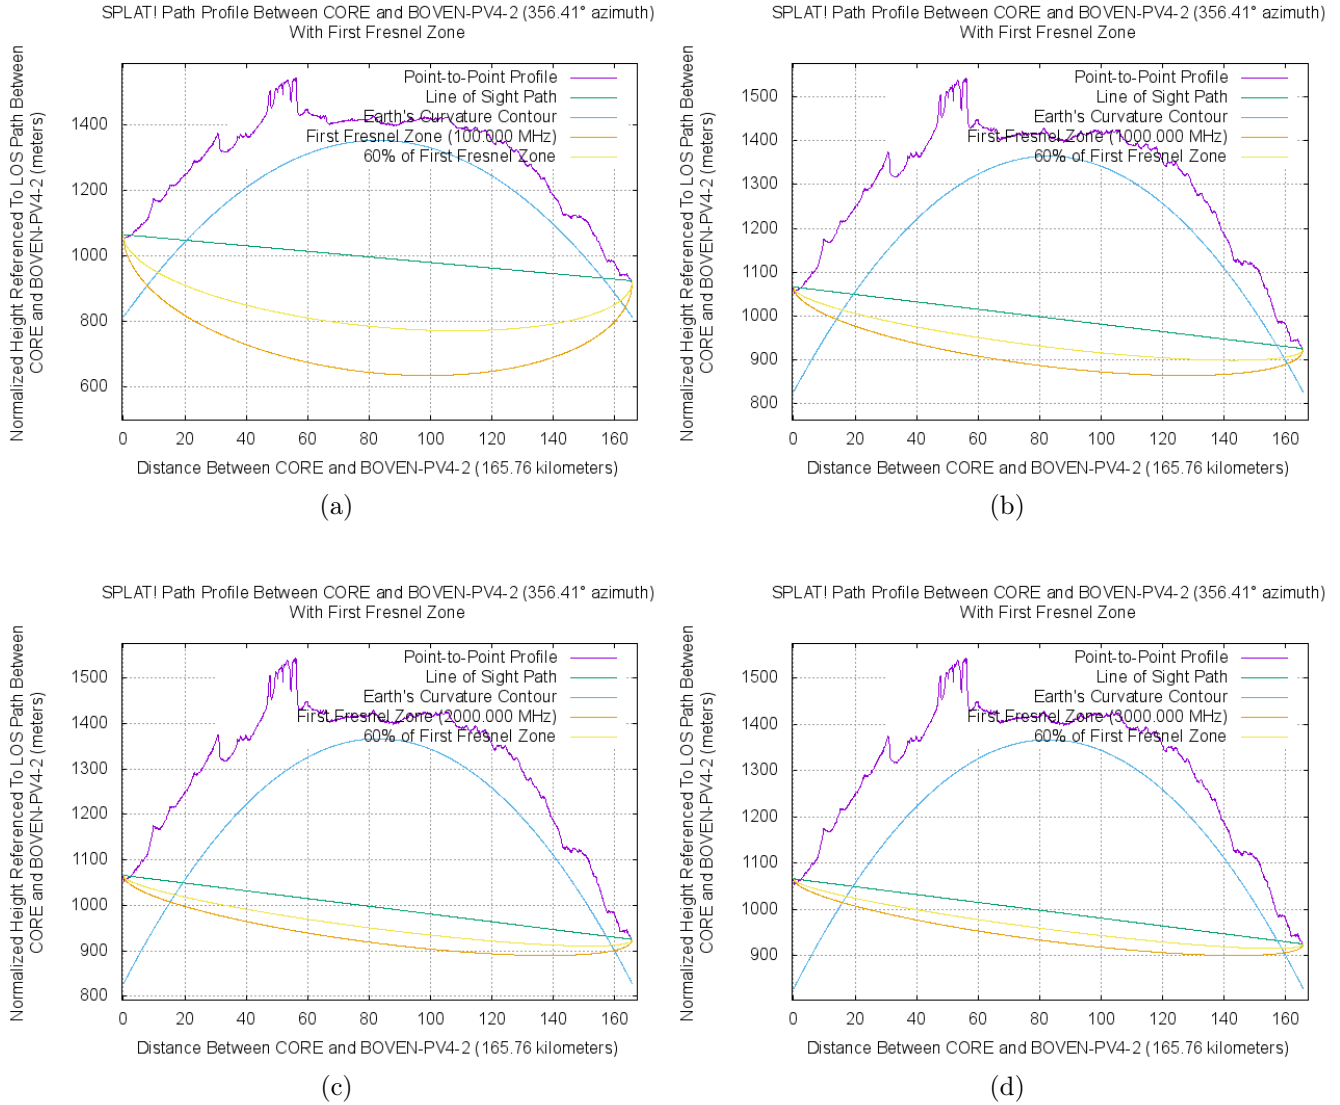 SPLAT! Path Profile Between CORE and BOVEN-PV4-2 (356.41° azimuth)
With First Fresnel Zone
Normalized Height Referenced To LOS Path Between
CORE and BOVEN-PV4-2 (meters)
1400
1200
1000
800
600
Point-to-Point Profile
Line of Sight Path
Earth's Curvature Contour
First Fresnel Zone (100.000 MHz)
60% of First Fresnel Zone
0 20 40 60 80 100 120 140 160
Distance Between CORE and BOVEN-PV4-2 (165.76 kilometers)
(a)
SPLAT! Path Profile Between CORE and BOVEN-PV4-2 (356.41° azimuth)
With First Fresnel Zone
Normalized Height Referenced To LOS Path Between
CORE and BOVEN-PV4-2 (meters)
1500
1400
1300
1200
1100
1000
900
800
Point-to-Point Profile
Line of Sight Path
Earth's Curvature Contour
First Fresnel Zone (1000.000 MHz)
60% of First Fresnel Zone
0 20 40 60 80 100 120 140 160
Distance Between CORE and BOVEN-PV4-2 (165.76 kilometers)
(b)
SPLAT! Path Profile Between CORE and BOVEN-PV4-2 (356.41° azimuth)
With First Fresnel Zone
Normalized Height Referenced To LOS Path Between
CORE and BOVEN-PV4-2 (meters)
1500
1400
1300
1200
1100
1000
900
800
Point-to-Point Profile
Line of Sight Path
Earth's Curvature Contour
First Fresnel Zone (2000.000 MHz)
60% of First Fresnel Zone
0 20 40 60 80 100 120 140 160
Distance Between CORE and BOVEN-PV4-2 (165.76 kilometers)
(c)
SPLAT! Path Profile Between CORE and BOVEN-PV4-2 (356.41° azimuth)
With First Fresnel Zone
Normalized Height Referenced To LOS Path Between
CORE and BOVEN-PV4-2 (meters)
1500
1400
1300
1200
1100
1000
900
Point-to-Point Profile
Line of Sight Path
Earth's Curvature Contour
First Fresnel Zone (3000.000 MHz)
60% of First Fresnel Zone
0 20 40 60 80 100 120 140 160
Distance Between CORE and BOVEN-PV4-2 (165.76 kilometers)
(d)